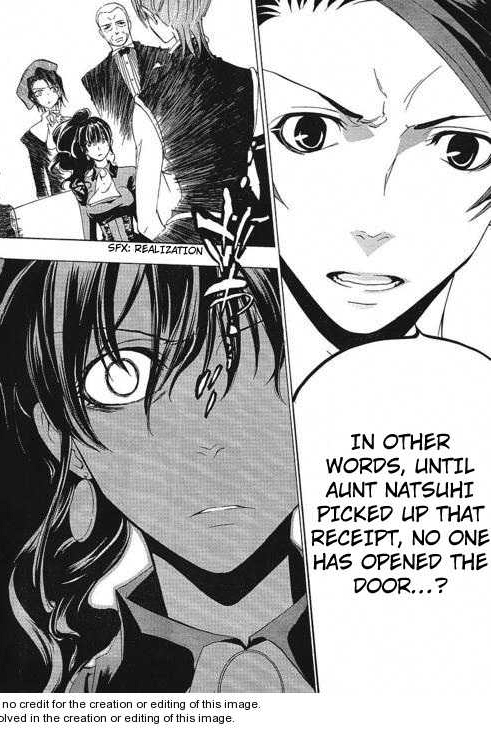 SFX: REALIZATION
IN OTHER
WORDS, UNTIL
AUNT NATSUHI
PICKED UP THAT
RECEIPT, NO ONE
HAS OPENED THE
DOOR...?
no credit for the creation or editing of this image.
olved in the creation or editing of this image.